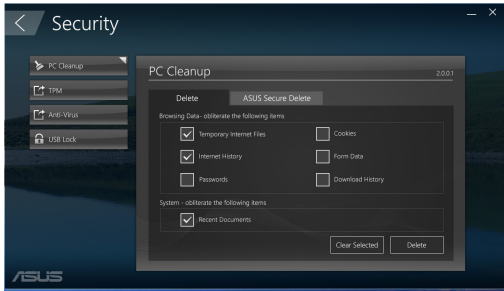 Security
PC Cleanup
TPM
Anti-Virus
USB Lock
PC Cleanup
2.0.0.1
Delete
ASUS Secure Delete
Browsing Data- obliterate the following items
Temporary Internet Files
Cookies
Internet History
Form Data
Passwords
Download History
System - obliterate the following items
Recent Documents
Clear Selected
Delete
ASUS